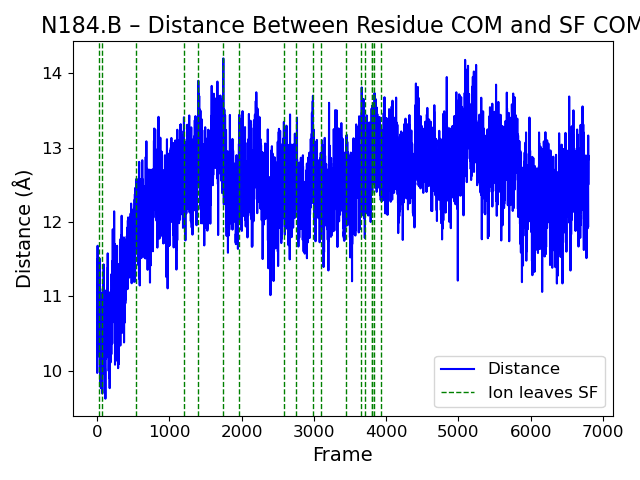 N184.B – Distance Between Residue COM and SF COM
14
13
12
11
10
Distance (Å)
Distance
Ion leaves SF
0 1000 2000 3000 4000 5000 6000 7000
Frame